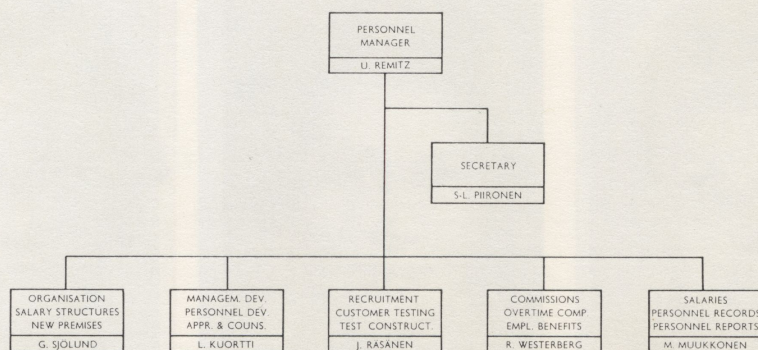 PERSONNEL
MANAGER
U. REMITZ
SECRETARY
S-L. PIIRONEN
ORGANISATION
SALARY STRUCTURES
NEW PREMISES
G. SJÖLUND
MANAGEM. DEV.
PERSONNEL DEV
APPR. & COUNS.
L. KUORTTI
RECRUITMENT
CUSTOMER TESTING
TEST CONSTRUCT.
J. RÄSÄNEN
COMMISSIONS
OVERTIME COMP
EMPL. BENEFITS
R. WESTERBERG
SALARIES
PERSONNEL RECORDS
PERSONNEL REPORTS
M. MUUKKONEN